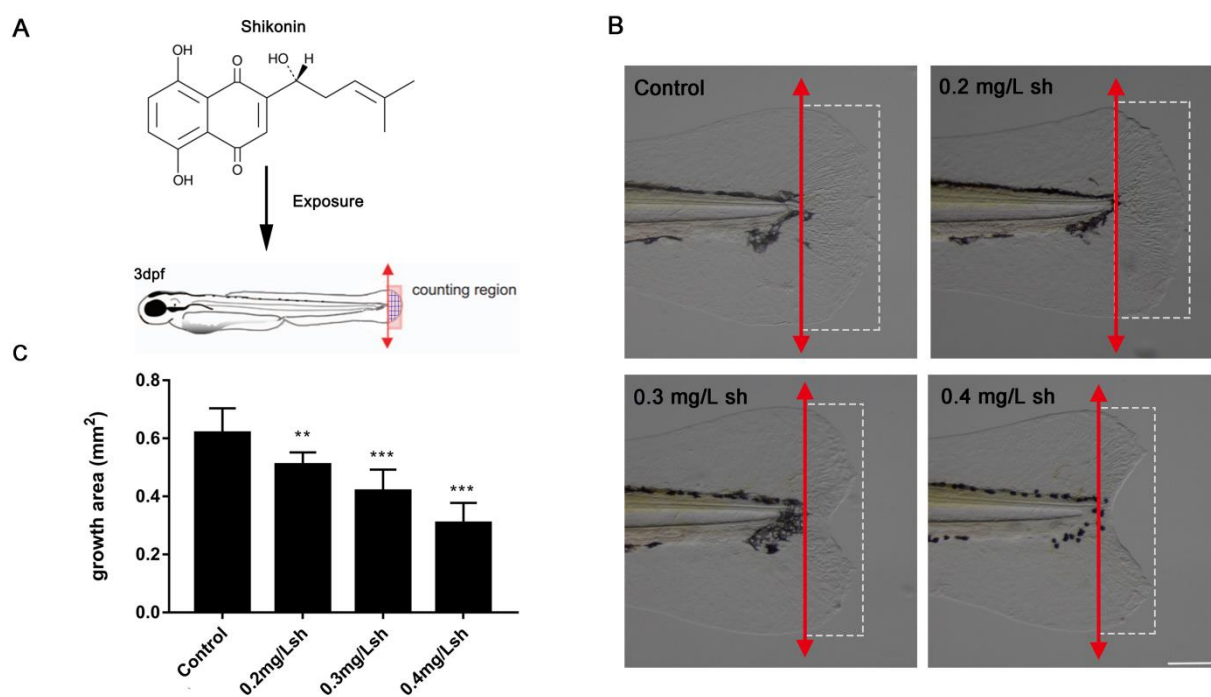 A
Shikonin
OH
O
HO
H
OH
O
Exposure
3dpf
counting region
B
Control
0.2 mg/L sh
0.3 mg/L sh
0.4 mg/L sh
C
growth area (mm²)
0.8
0.6
0.4
0.2
0.0
**
***
***
Control
0.2mg/Lsh
0.3mg/Lsh
0.4mg/Lsh